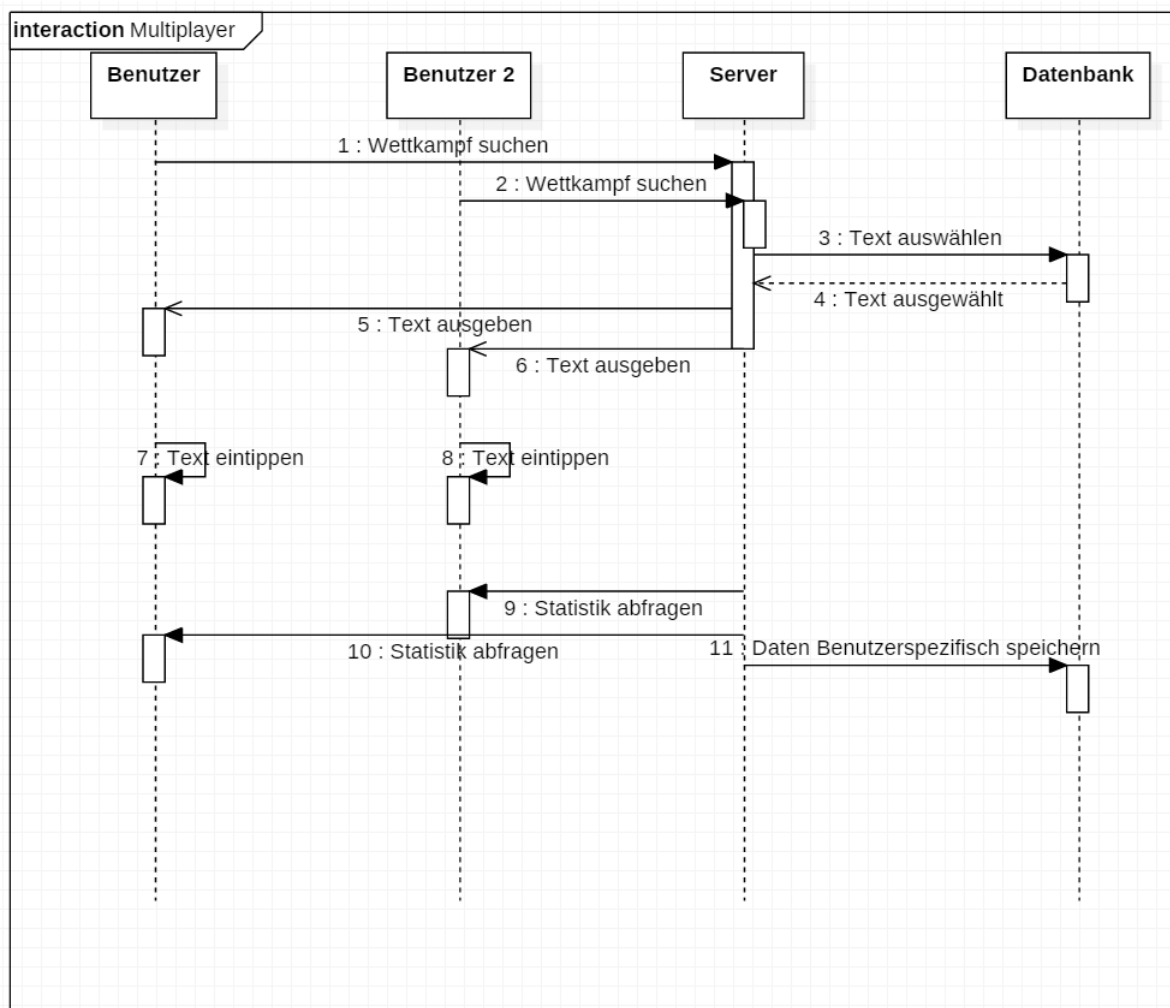 interaction Multiplayer
Benutzer
Benutzer 2
Server
Datenbank
1 : Wettkampf suchen
2 : Wettkampf suchen
3 : Text auswählen
4 : Text ausgewählt
5 : Text ausgeben
6 : Text ausgeben
7 : Text eintippen
8 : Text eintippen
9 : Statistik abfragen
10 : Statistik abfragen
11 : Daten Benutzerspezifisch speichern